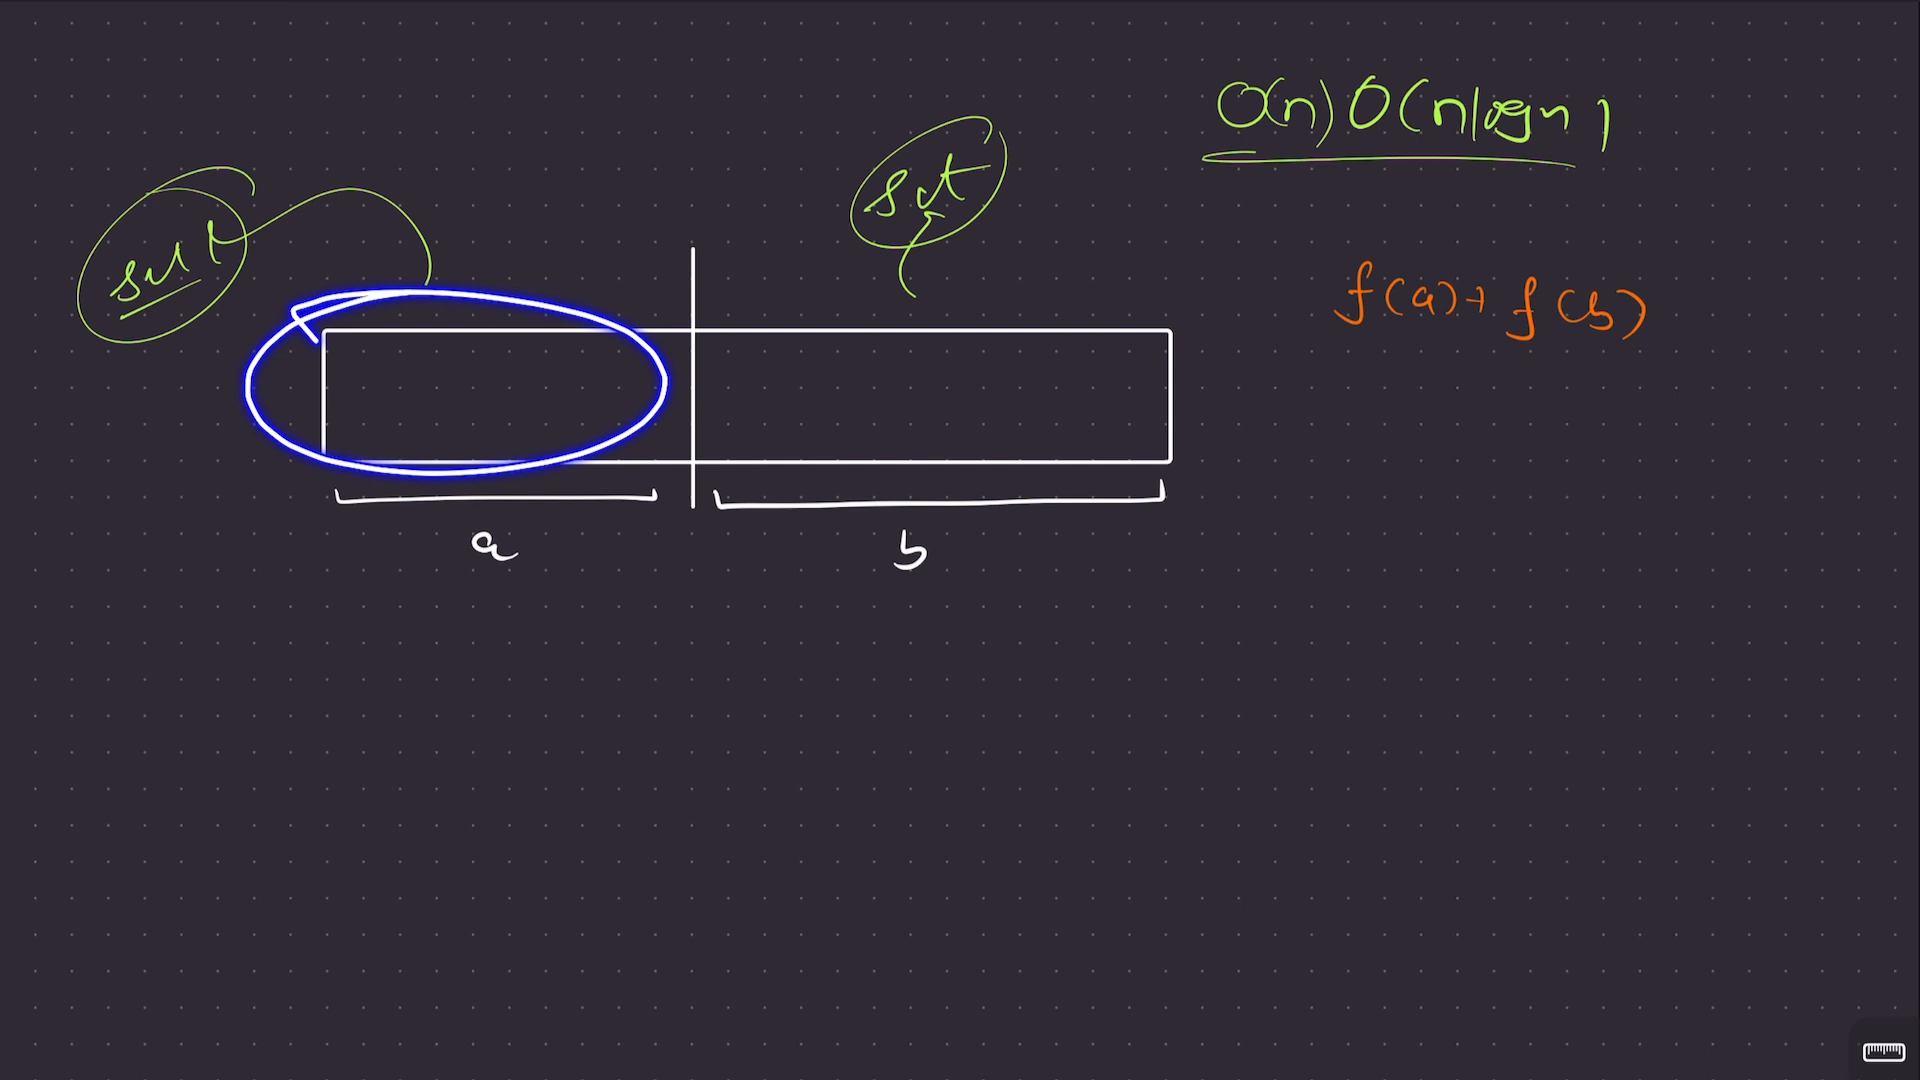 O(n) O(nlogn)
set
set
f(a) + f(b)
a
b